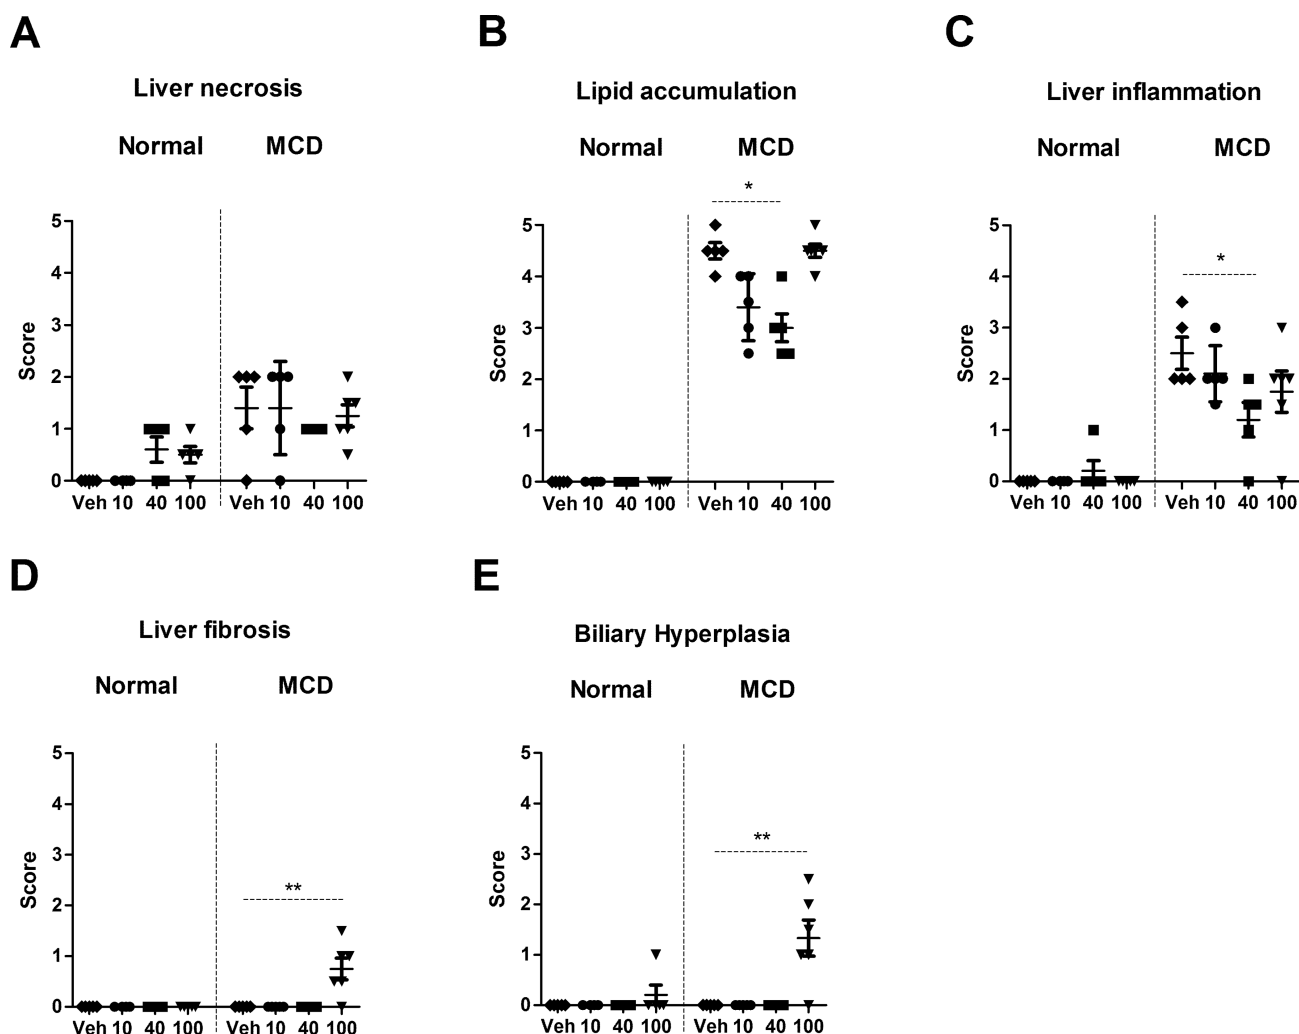 A
B
C
Liver necrosis
Lipid accumulation
Liver inflammation
Normal MCD
Normal MCD
Normal MCD
*
*
Score
5
4
3
2
1
0
Veh 10 40 100 Veh 10 40 100
Score
5
4
3
2
1
0
Veh 10 40 100 Veh 10 40 100
Score
5
4
3
2
1
0
Veh 10 40 100 Veh 10 40 100
D
E
Liver fibrosis
Biliary Hyperplasia
Normal MCD
Normal MCD
**
**
Score
5
4
3
2
1
0
Veh 10 40 100 Veh 10 40 100
Score
5
4
3
2
1
0
Veh 10 40 100 Veh 10 40 100